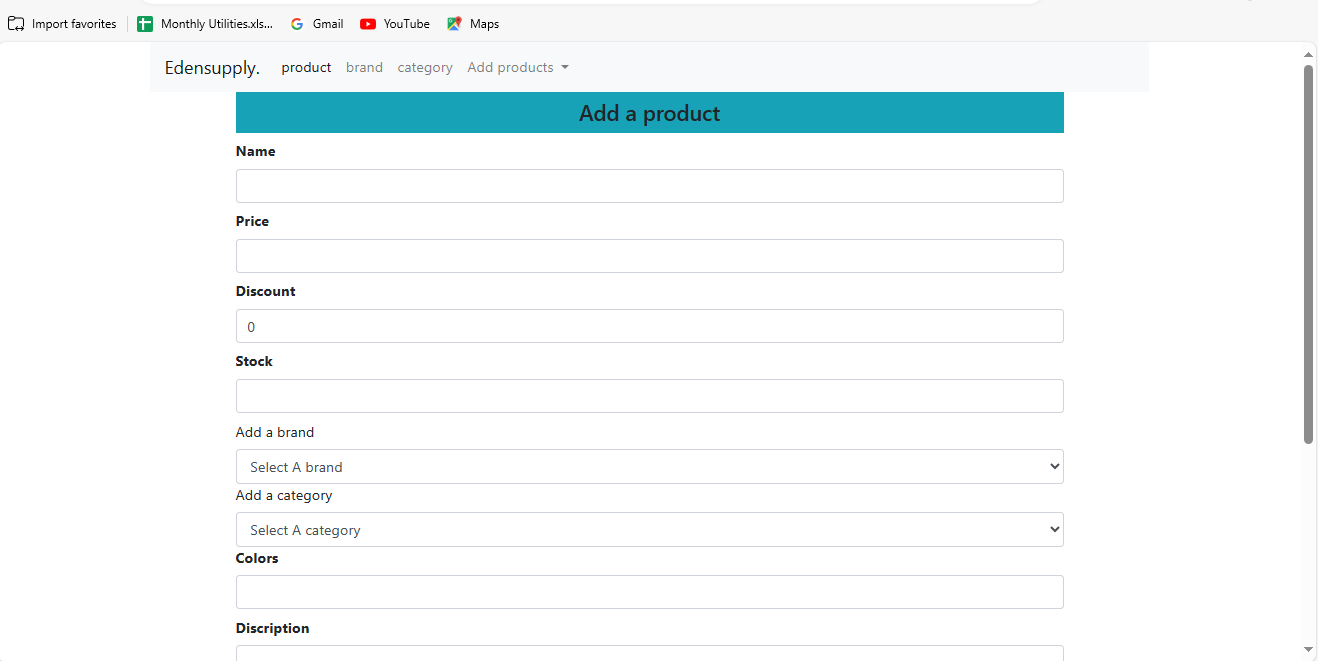 Import favorites Monthly Utilities.xls... Gmail YouTube Maps
Edensupply. product brand category Add products
Add a product
Name
Price
Discount
0
Stock
Add a brand
Select A brand
Add a category
Select A category
Colors
Discription